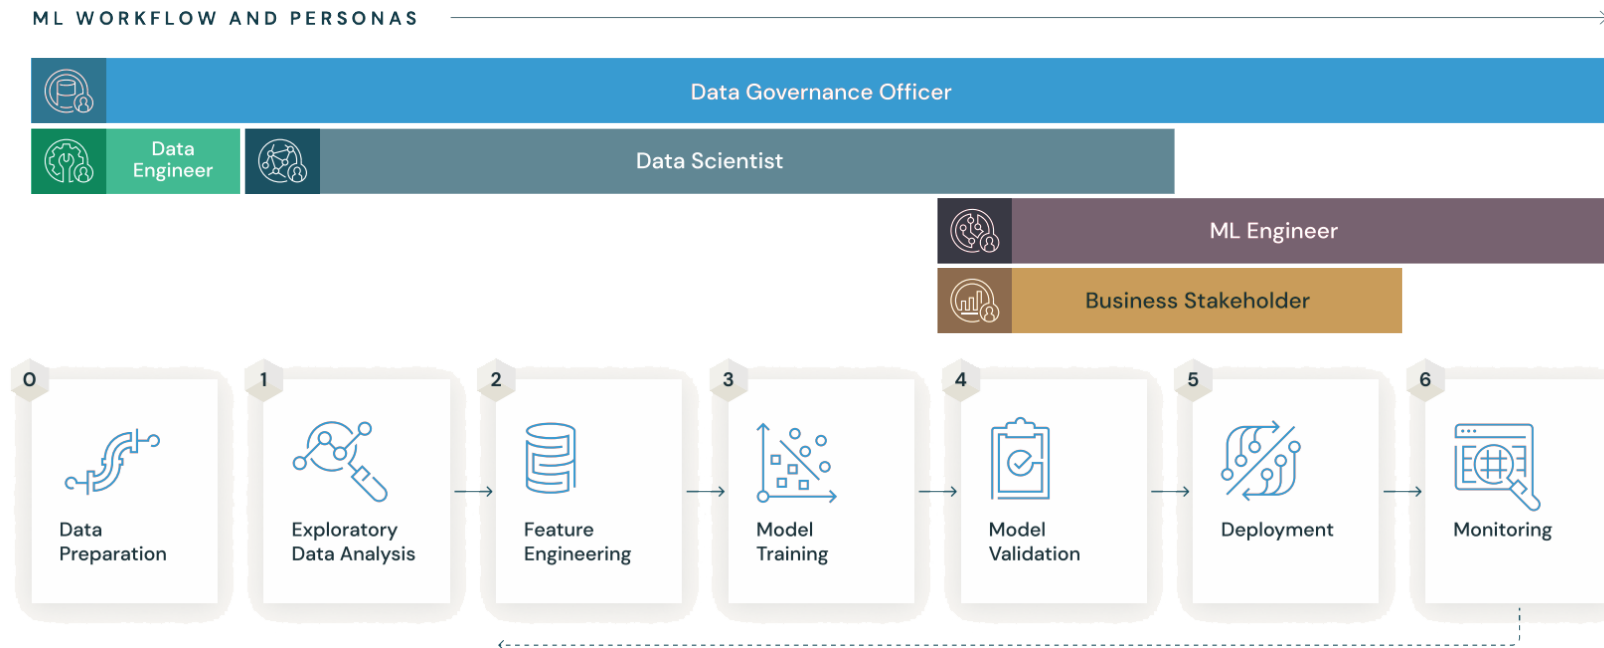 ML WORKFLOW AND PERSONAS
Data Governance Officer
Data
Engineer
Data Scientist
ML Engineer
Business Stakeholder
0
Data
Preparation
1
Exploratory
Data Analysis
2
Feature
Engineering
3
Model
Training
4
Model
Validation
5
Deployment
6
Monitoring